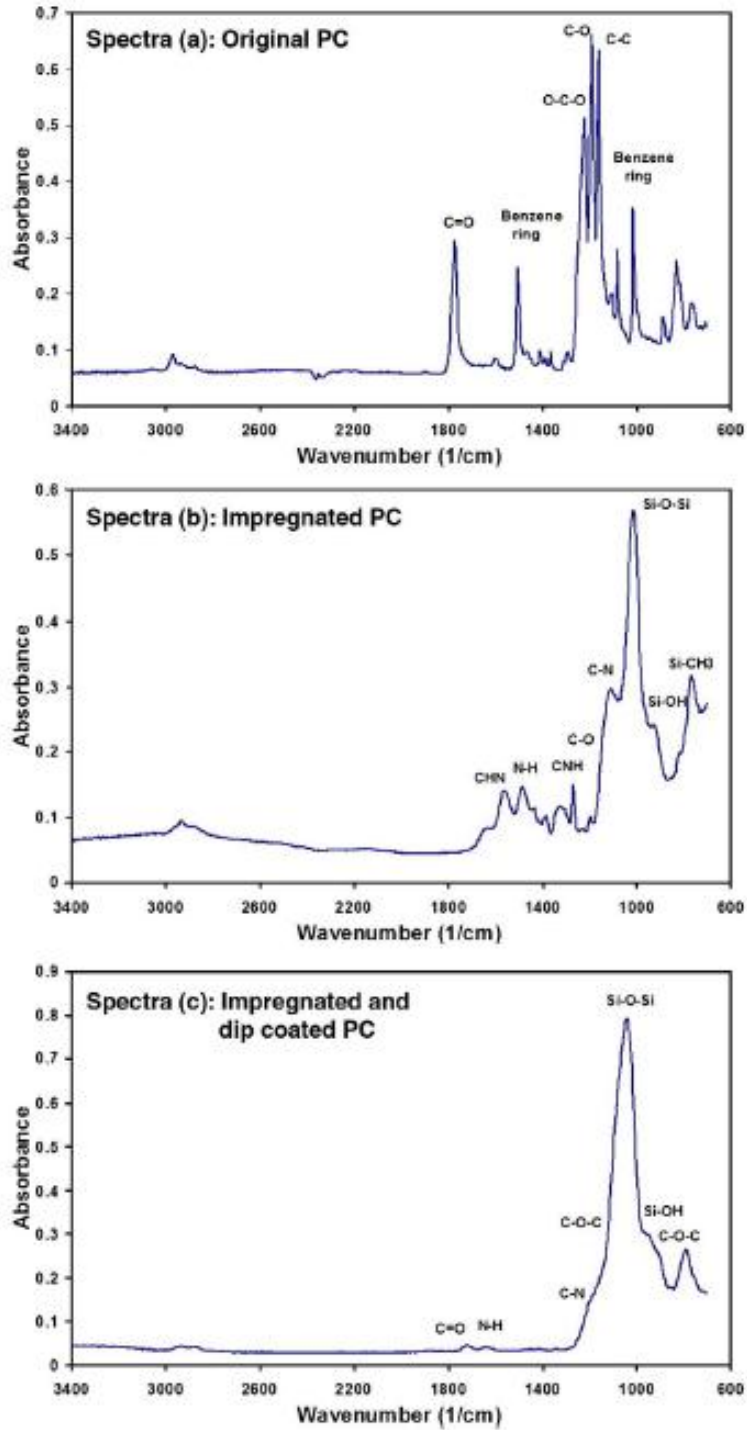 Spectra (a): Original PC
0.7
0.6
0.5
0.4
0.3
0.2
0.1
0
Absorbance
C-O
C-C
O-C-O
Benzene
ring
C=O
Benzene
ring
3400 3000 2600 2200 1800 1400 1000 600
Wavenumber (1/cm)
Spectra (b): Impregnated PC
0.6
0.5
0.4
0.3
0.2
0.1
0
Absorbance
Si-O-Si
C-N
Si-CH3
Si-OH
C-O
CHN
N-H
CNH
3400 3000 2600 2200 1800 1400 1000 600
Wavenumber (1/cm)
Spectra (c): Impregnated and
dip coated PC
0.9
0.8
0.7
0.6
0.5
0.4
0.3
0.2
0.1
0
Absorbance
Si-O-Si
Si-OH
C-O-C
C-O-C
C-N
C=O
N-H
3400 3000 2600 2200 1800 1400 1000 600
Wavenumber (1/cm)